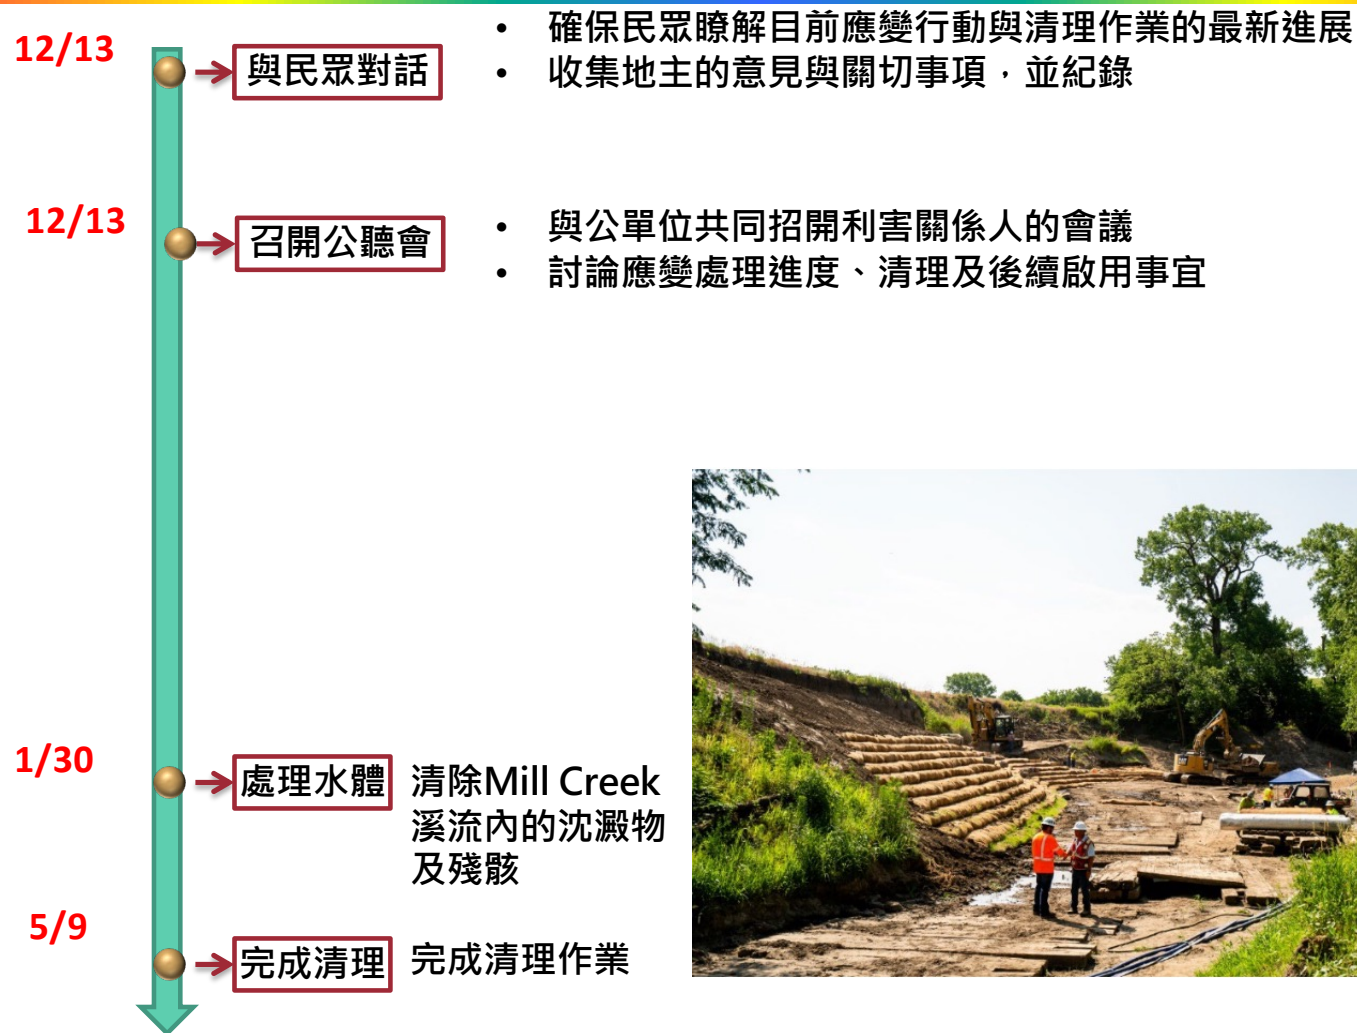 12/13
與民眾對話
• 確保民眾瞭解目前應變行動與清理作業的最新進展
• 收集地主的意見與關切事項，並紀錄
12/13
召開公聽會
• 與公單位共同招開利害關係人的會議
• 討論應變處理進度、清理及後續啟用事宜
1/30
處理水體
清除Mill Creek
溪流內的沈澱物
及殘骸
5/9
完成清理
完成清理作業